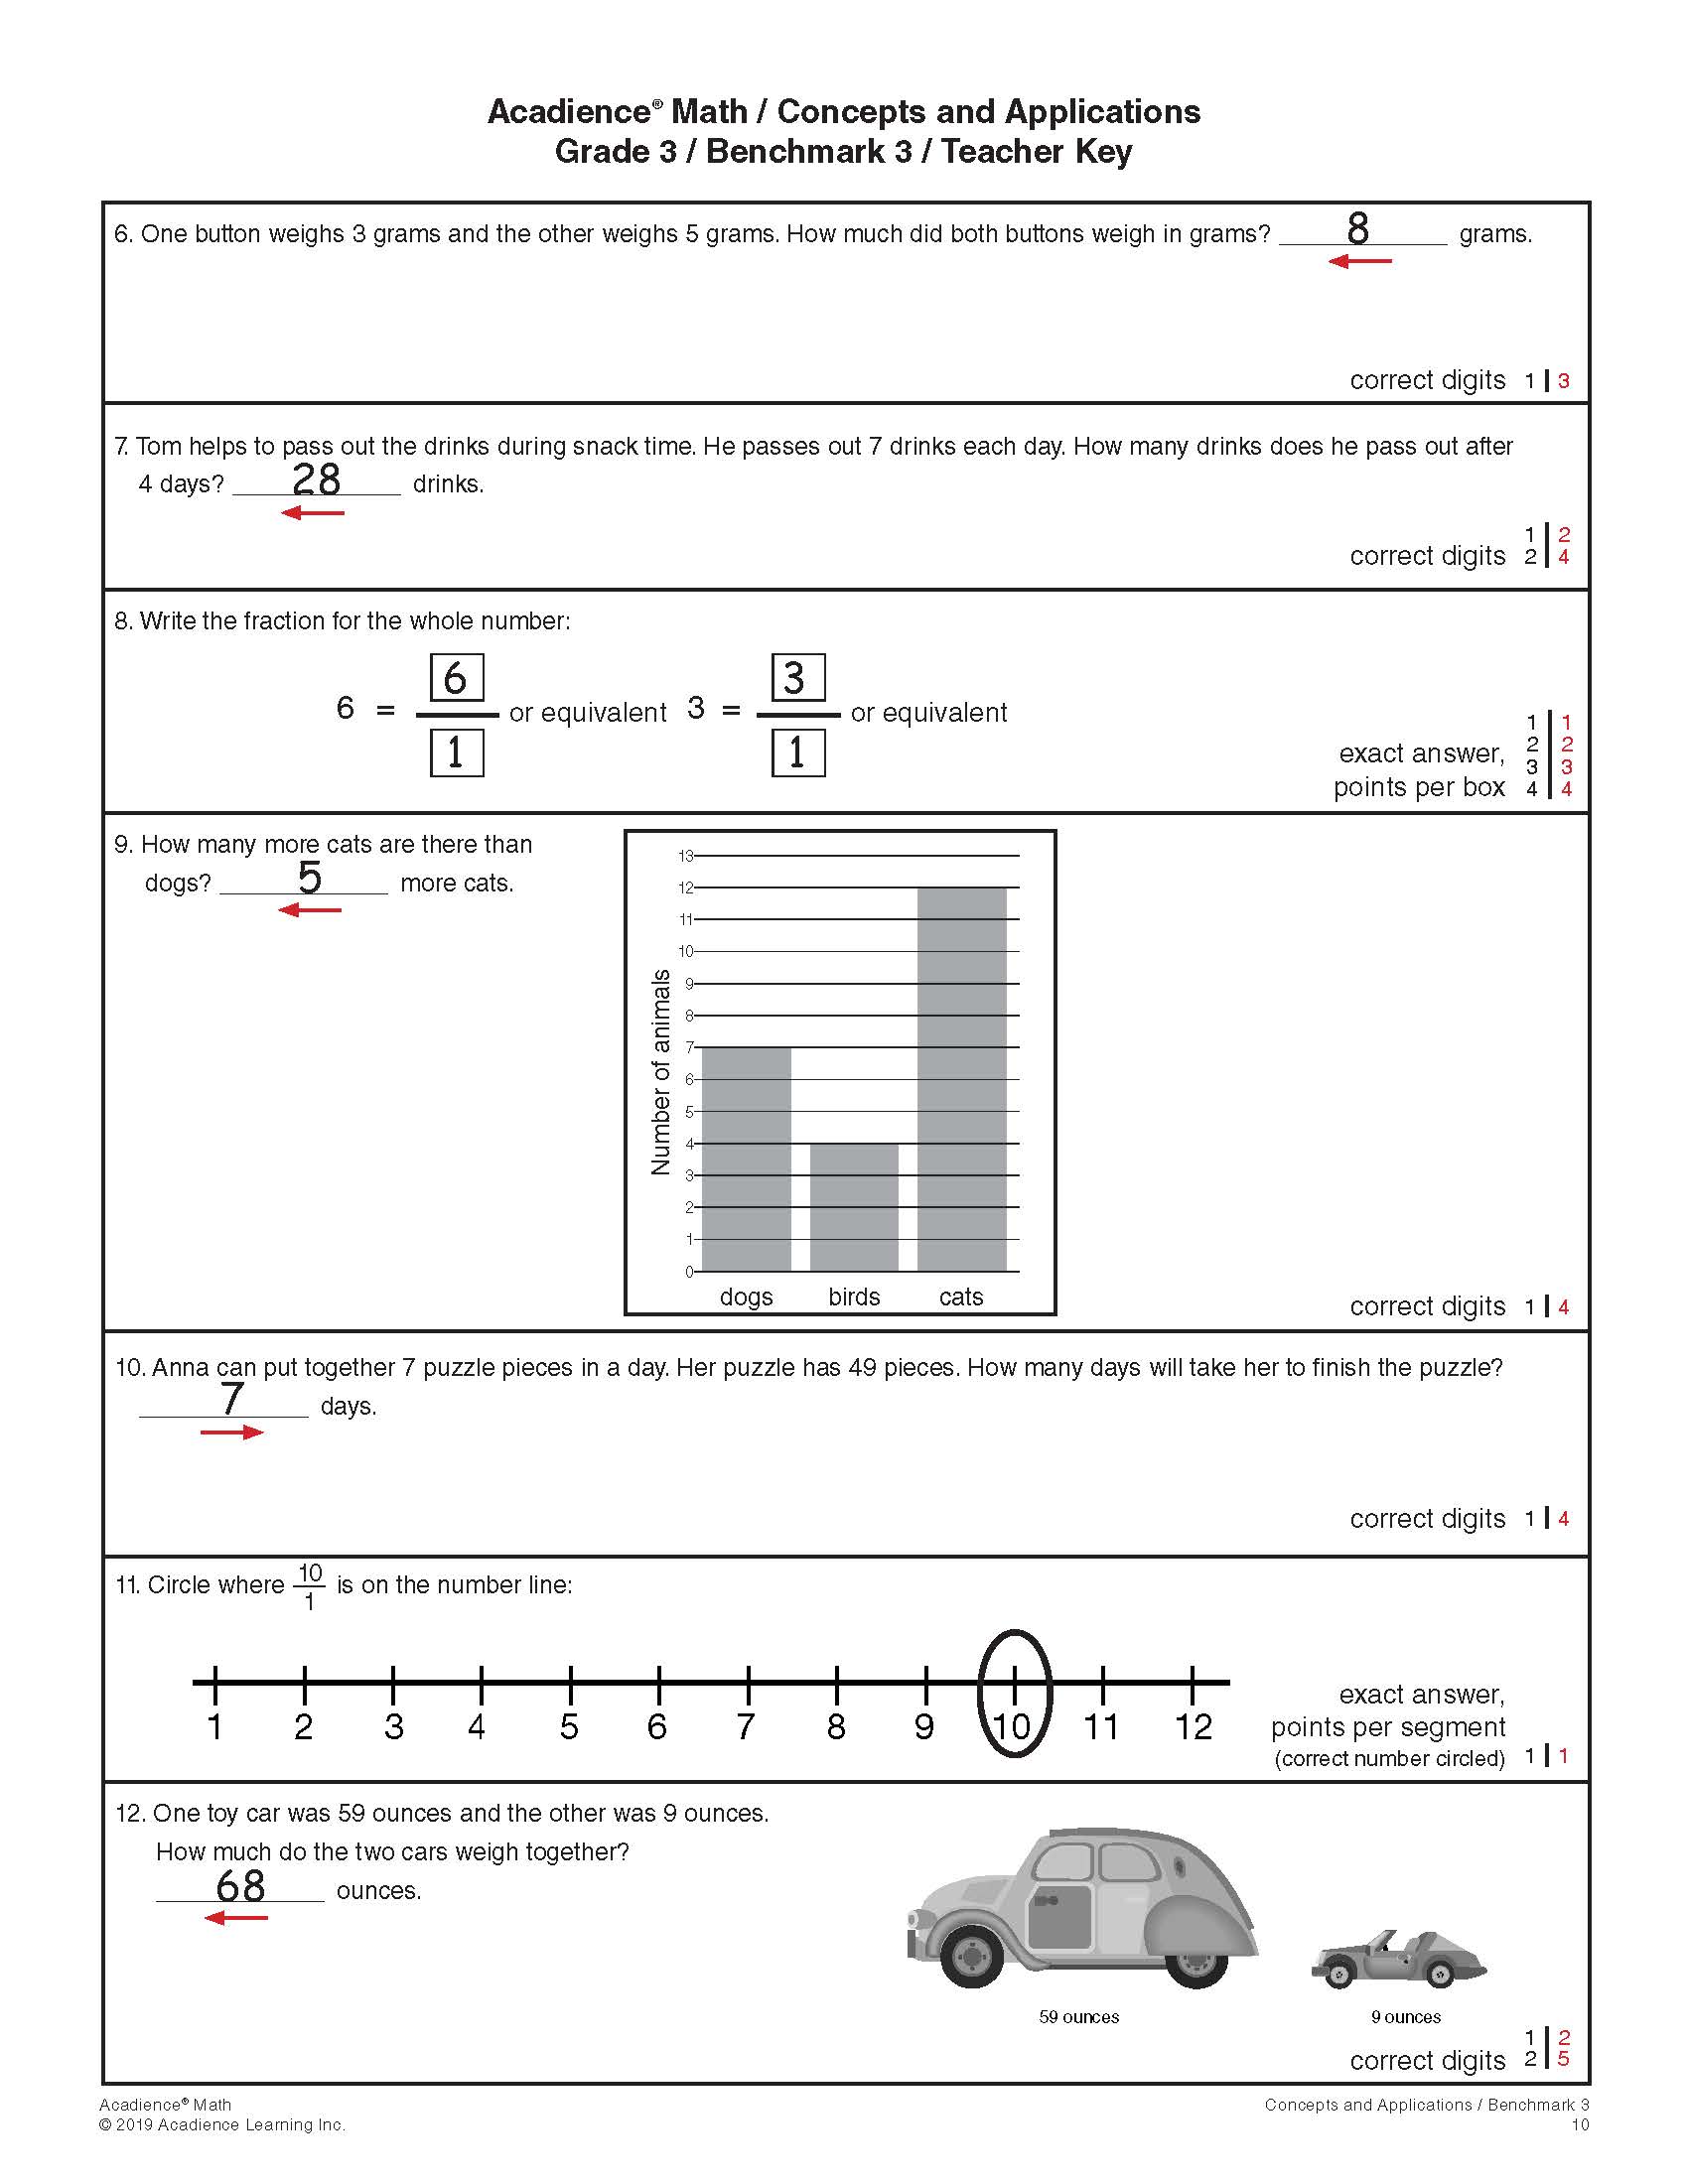 Acadience® Math / Concepts and Applications
Grade 3 / Benchmark 3 / Teacher Key
6. One button weighs 3 grams and the other weighs 5 grams. How much did both buttons weigh in grams? 8 grams.
correct digits 1 | 3
7. Tom helps to pass out the drinks during snack time. He passes out 7 drinks each day. How many drinks does he pass out after
4 days? 28 drinks.
1 | 2
correct digits 2 | 4
8. Write the fraction for the whole number:
6 3
6 = or equivalent 3 = or equivalent
1 1
1 | 1
exact answer, 2 | 2
3 | 3
points per box 4 | 4
9. How many more cats are there than
dogs? 5 more cats.
Number of animals
13
12
11
10
9
8
7
6
5
4
3
2
1
0
dogs birds cats
correct digits 1 | 4
10. Anna can put together 7 puzzle pieces in a day. Her puzzle has 49 pieces. How many days will take her to finish the puzzle?
7 days.
correct digits 1 | 4
11. Circle where 10/1 is on the number line:
1 2 3 4 5 6 7 8 9 10 11 12
exact answer,
points per segment
(correct number circled) 1 | 1
12. One toy car was 59 ounces and the other was 9 ounces.
How much do the two cars weigh together?
68 ounces.
59 ounces 9 ounces
1 | 2
correct digits 2 | 5
Acadience® Math
© 2019 Acadience Learning Inc.
Concepts and Applications / Benchmark 3
10